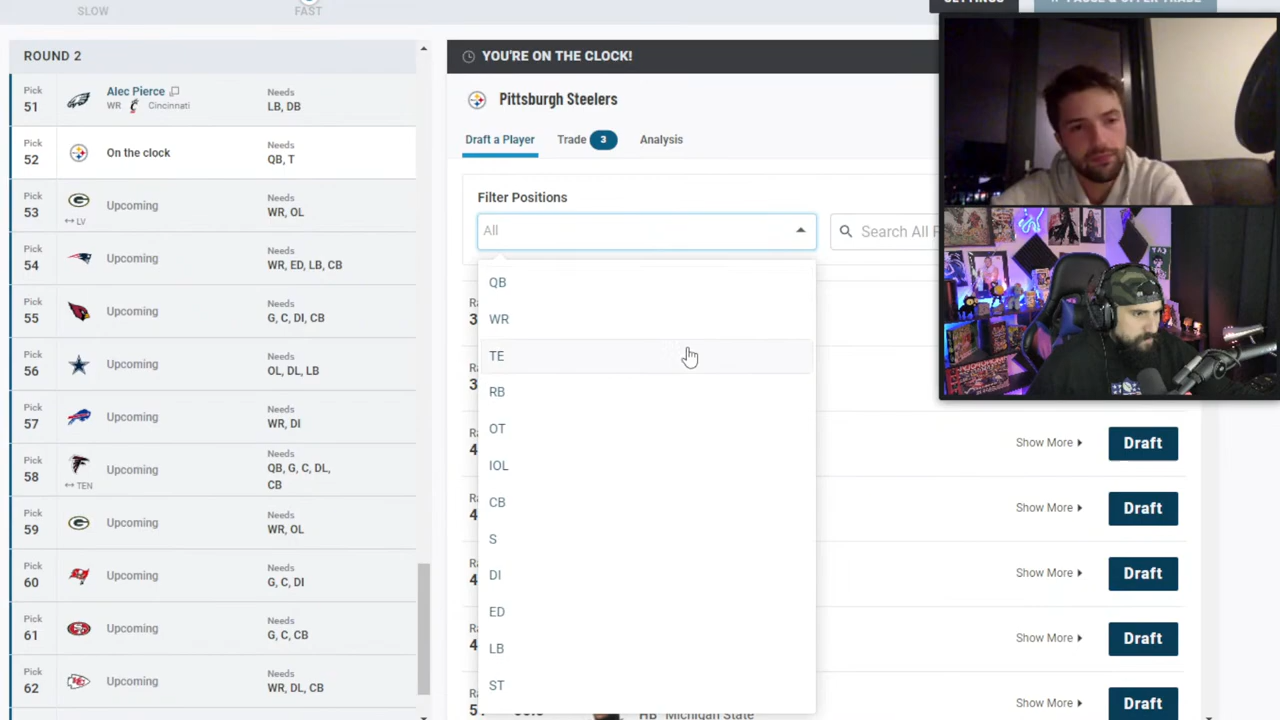 SLOW
FAST
ROUND 2
Pick 51
Alec Pierce
WR Cincinnati
Needs
LB, DB
Pick 52
On the clock
Needs
QB, T
Pick 53
↔ LV
Upcoming
Needs
WR, OL
Pick 54
Upcoming
Needs
WR, ED, LB, CB
Pick 55
Upcoming
Needs
G, C, DI, CB
Pick 56
Upcoming
Needs
OL, DL, LB
Pick 57
Upcoming
Needs
WR, DI
Pick 58
↔ TEN
Upcoming
Needs
QB, G, C, DL,
CB
Pick 59
Upcoming
Needs
WR, OL
Pick 60
Upcoming
Needs
G, C, DI
Pick 61
Upcoming
Needs
G, C, CB
Pick 62
Upcoming
Needs
WR, DL, CB
SETTINGS
PAUSE & OFFER TRADE
YOU'RE ON THE CLOCK!
Pittsburgh Steelers
Draft a Player
Trade 3
Analysis
Filter Positions
All
Search All
QB
WR
TE
RB
OT
IOL
CB
S
DI
ED
LB
ST
Show More
Draft
Show More
Draft
Show More
Draft
Show More
Draft
Show More
Draft
HB Michigan State